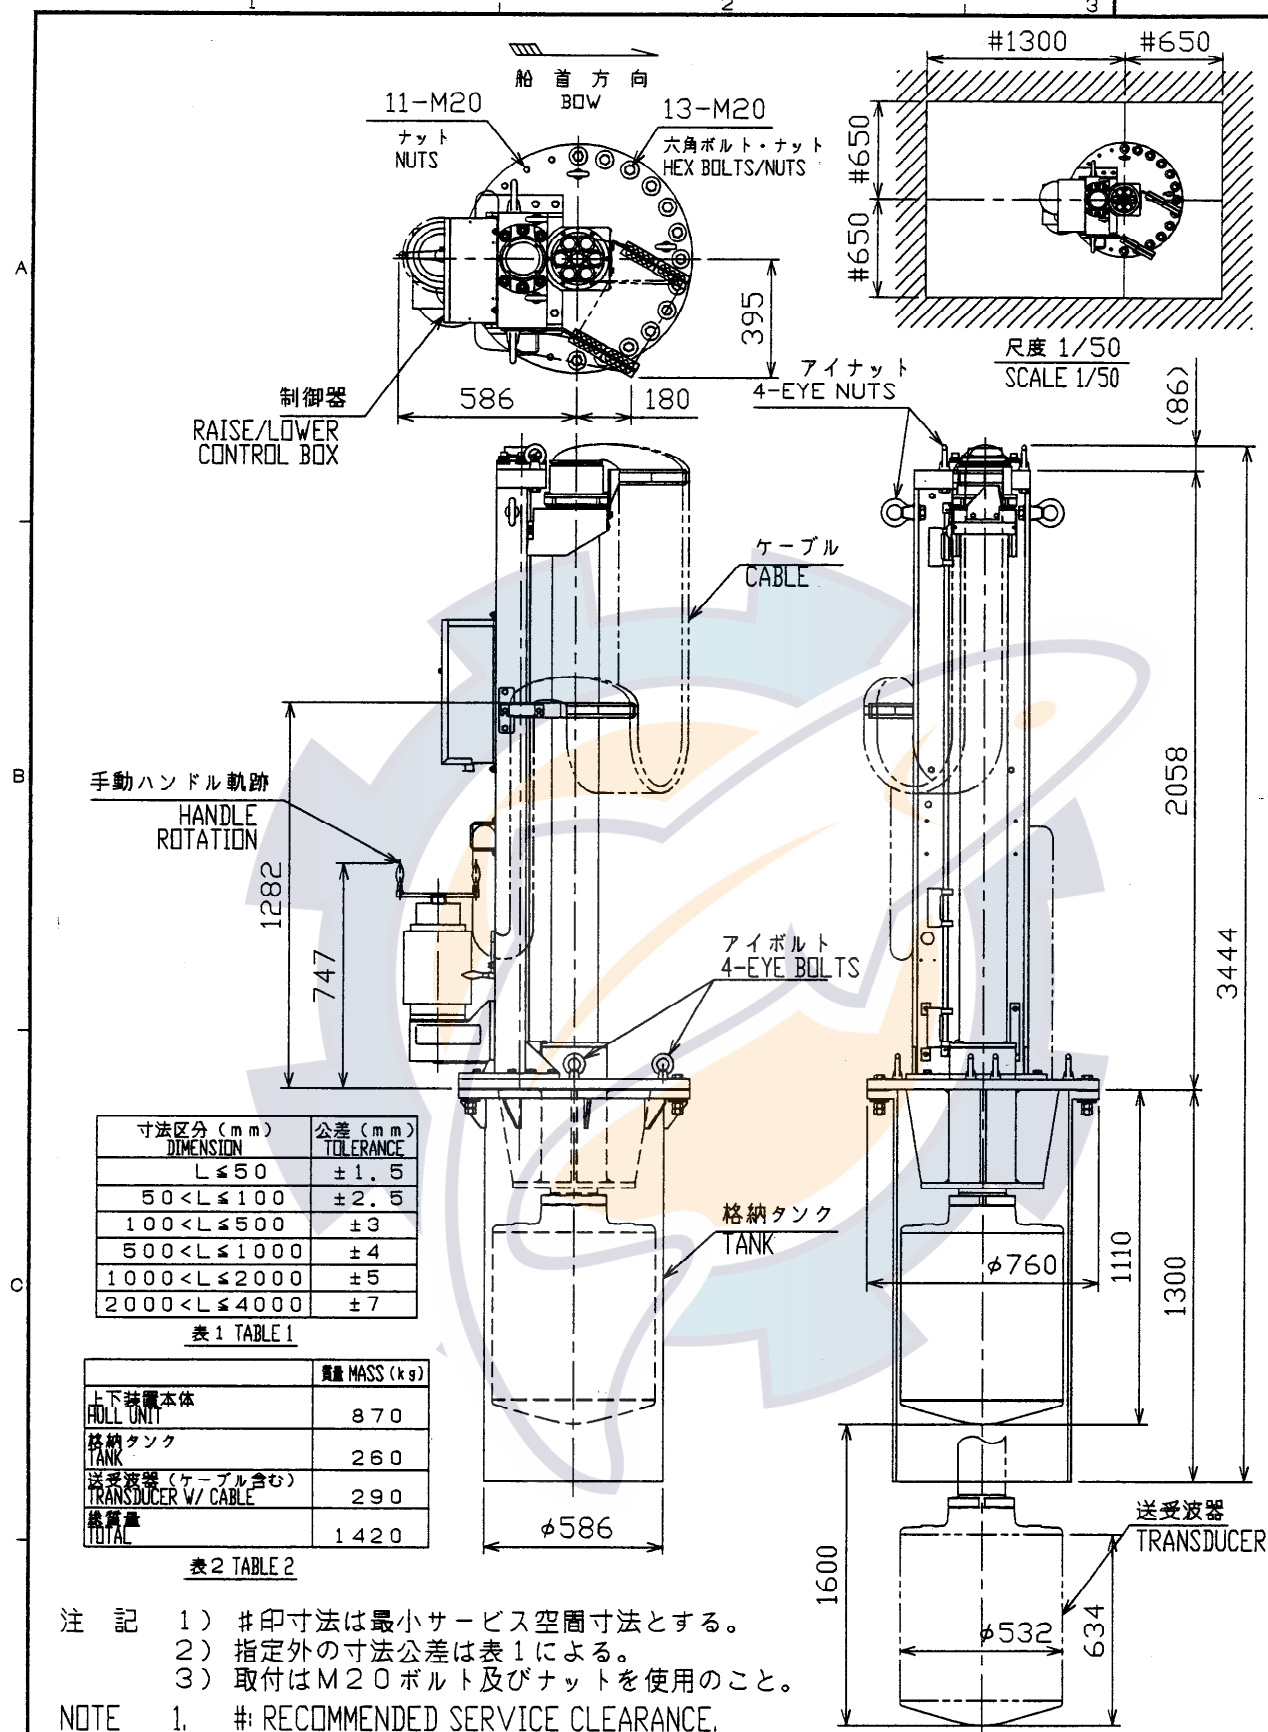 1
2
3
A
B
C
船首方向
BOW
11-M20
ナット
NUTS
13-M20
六角ボルト・ナット
HEX BOLTS/NUTS
395
586
180
制御器
RAISE/LOWER
CONTROL BOX
#1300
#650
#650
#650
尺度 1/50
SCALE 1/50
アイナット
4-EYE NUTS
(86)
ケーブル
CABLE
手動ハンドル軌跡
HANDLE
ROTATION
1282
747
アイボルト
4-EYE BOLTS
2058
3444
格納タンク
TANK
φ760
1110
1300
φ586
1600
φ532
634
送受波器
TRANSDUCER
寸法区分(mm) 公差(mm)
DIMENSION TOLERANCE
L≦50 ±1.5
50<L≦100 ±2.5
100<L≦500 ±3
500<L≦1000 ±4
1000<L≦2000 ±5
2000<L≦4000 ±7
表1 TABLE1
質量 MASS(kg)
上下装置本体
HULL UNIT 870
格納タンク
TANK 260
送受波器(ケーブル含む)
TRANSDUCER W/ CABLE 290
総質量
TOTAL 1420
表2 TABLE2
注記 1) #印寸法は最小サービス空間寸法とする。
2) 指定外の寸法公差は表1による。
3) 取付はM20ボルト及びナットを使用のこと。
NOTE 1. #: RECOMMENDED SERVICE CLEARANCE.